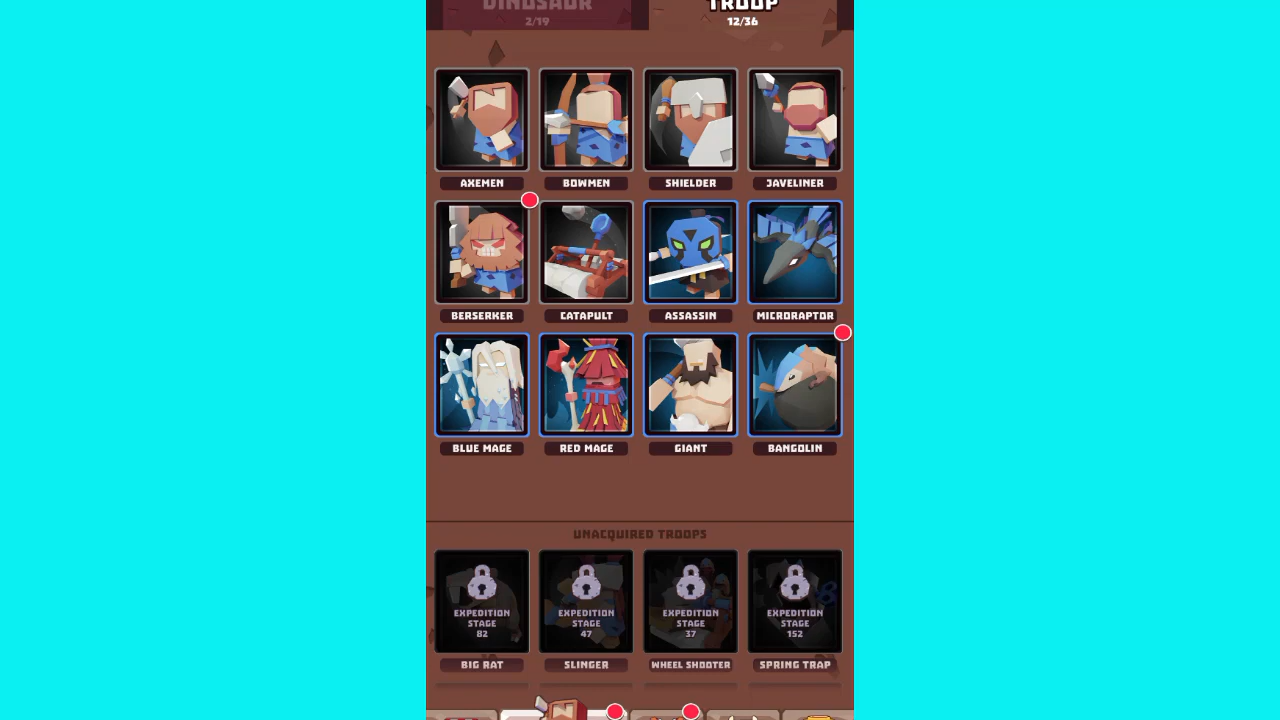 DINOSAUR
TROOP
2/19
12/36
AXEMEN
BOWMEN
SHIELDER
JAVELINER
BERSERKER
CATAPULT
ASSASSIN
MICRORAPTOR
BLUE MAGE
RED MAGE
GIANT
BANGOLIN
UNACQUIRED TROOPS
EXPEDITION
STAGE
82
EXPEDITION
STAGE
47
EXPEDITION
STAGE
37
EXPEDITION
STAGE
152
BIG RAT
SLINGER
WHEEL SHOOTER
SPRING TRAP